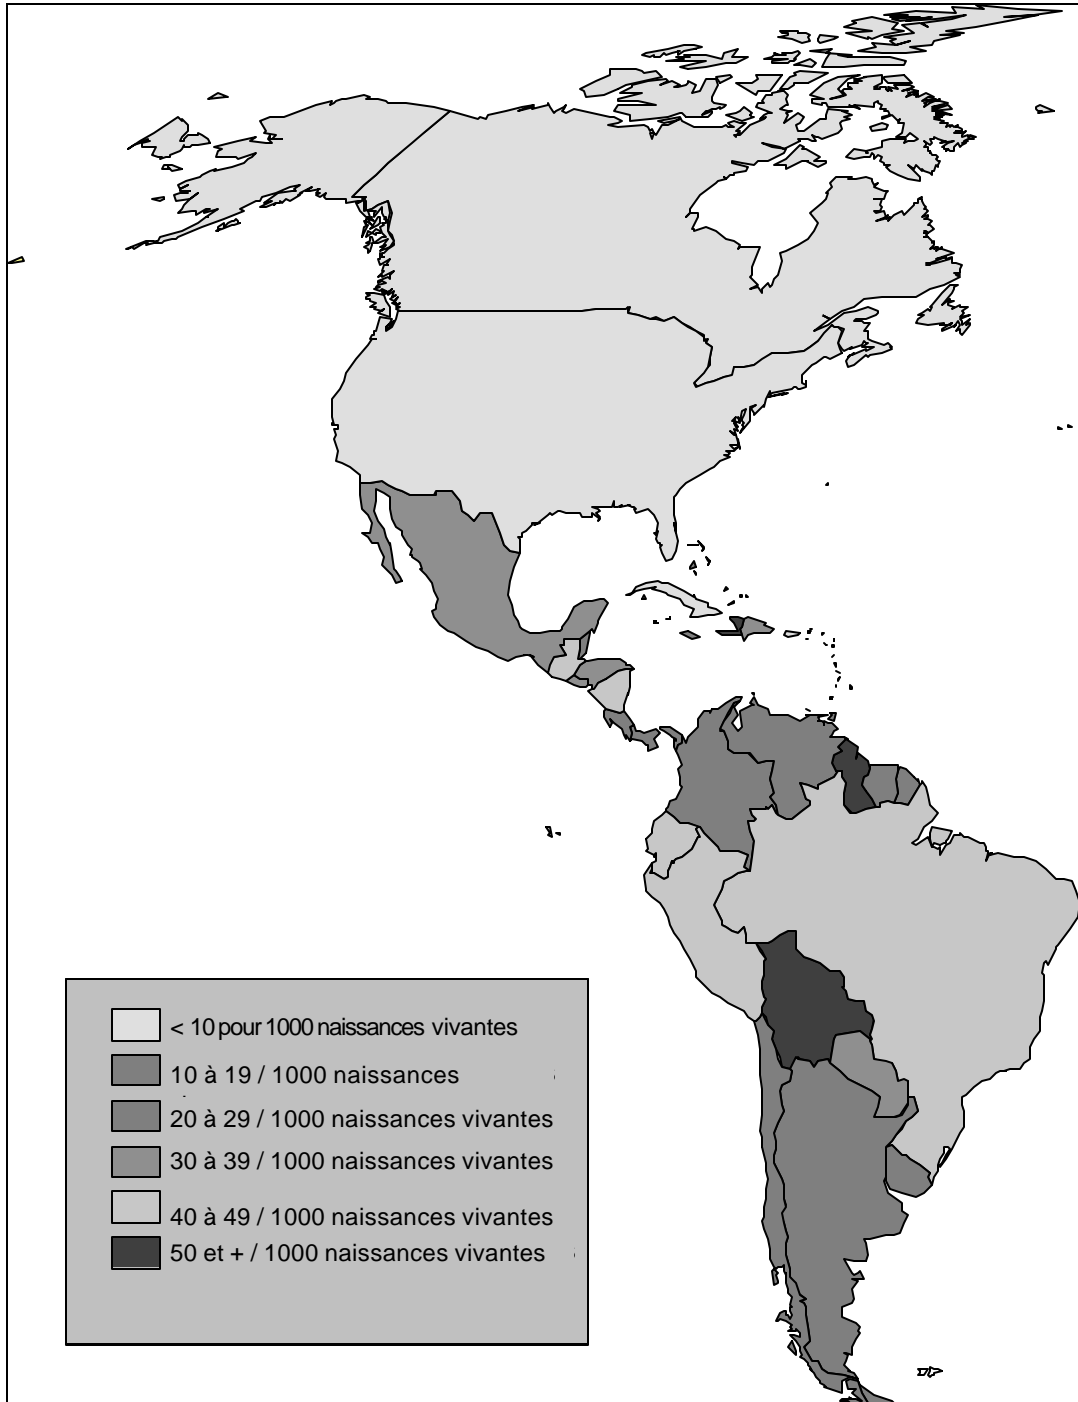 < 10 pour 1000 naissances vivantes
10 à 19 / 1000 naissances
20 à 29 / 1000 naissances vivantes
30 à 39 / 1000 naissances vivantes
40 à 49 / 1000 naissances vivantes
50 et + / 1000 naissances vivantes